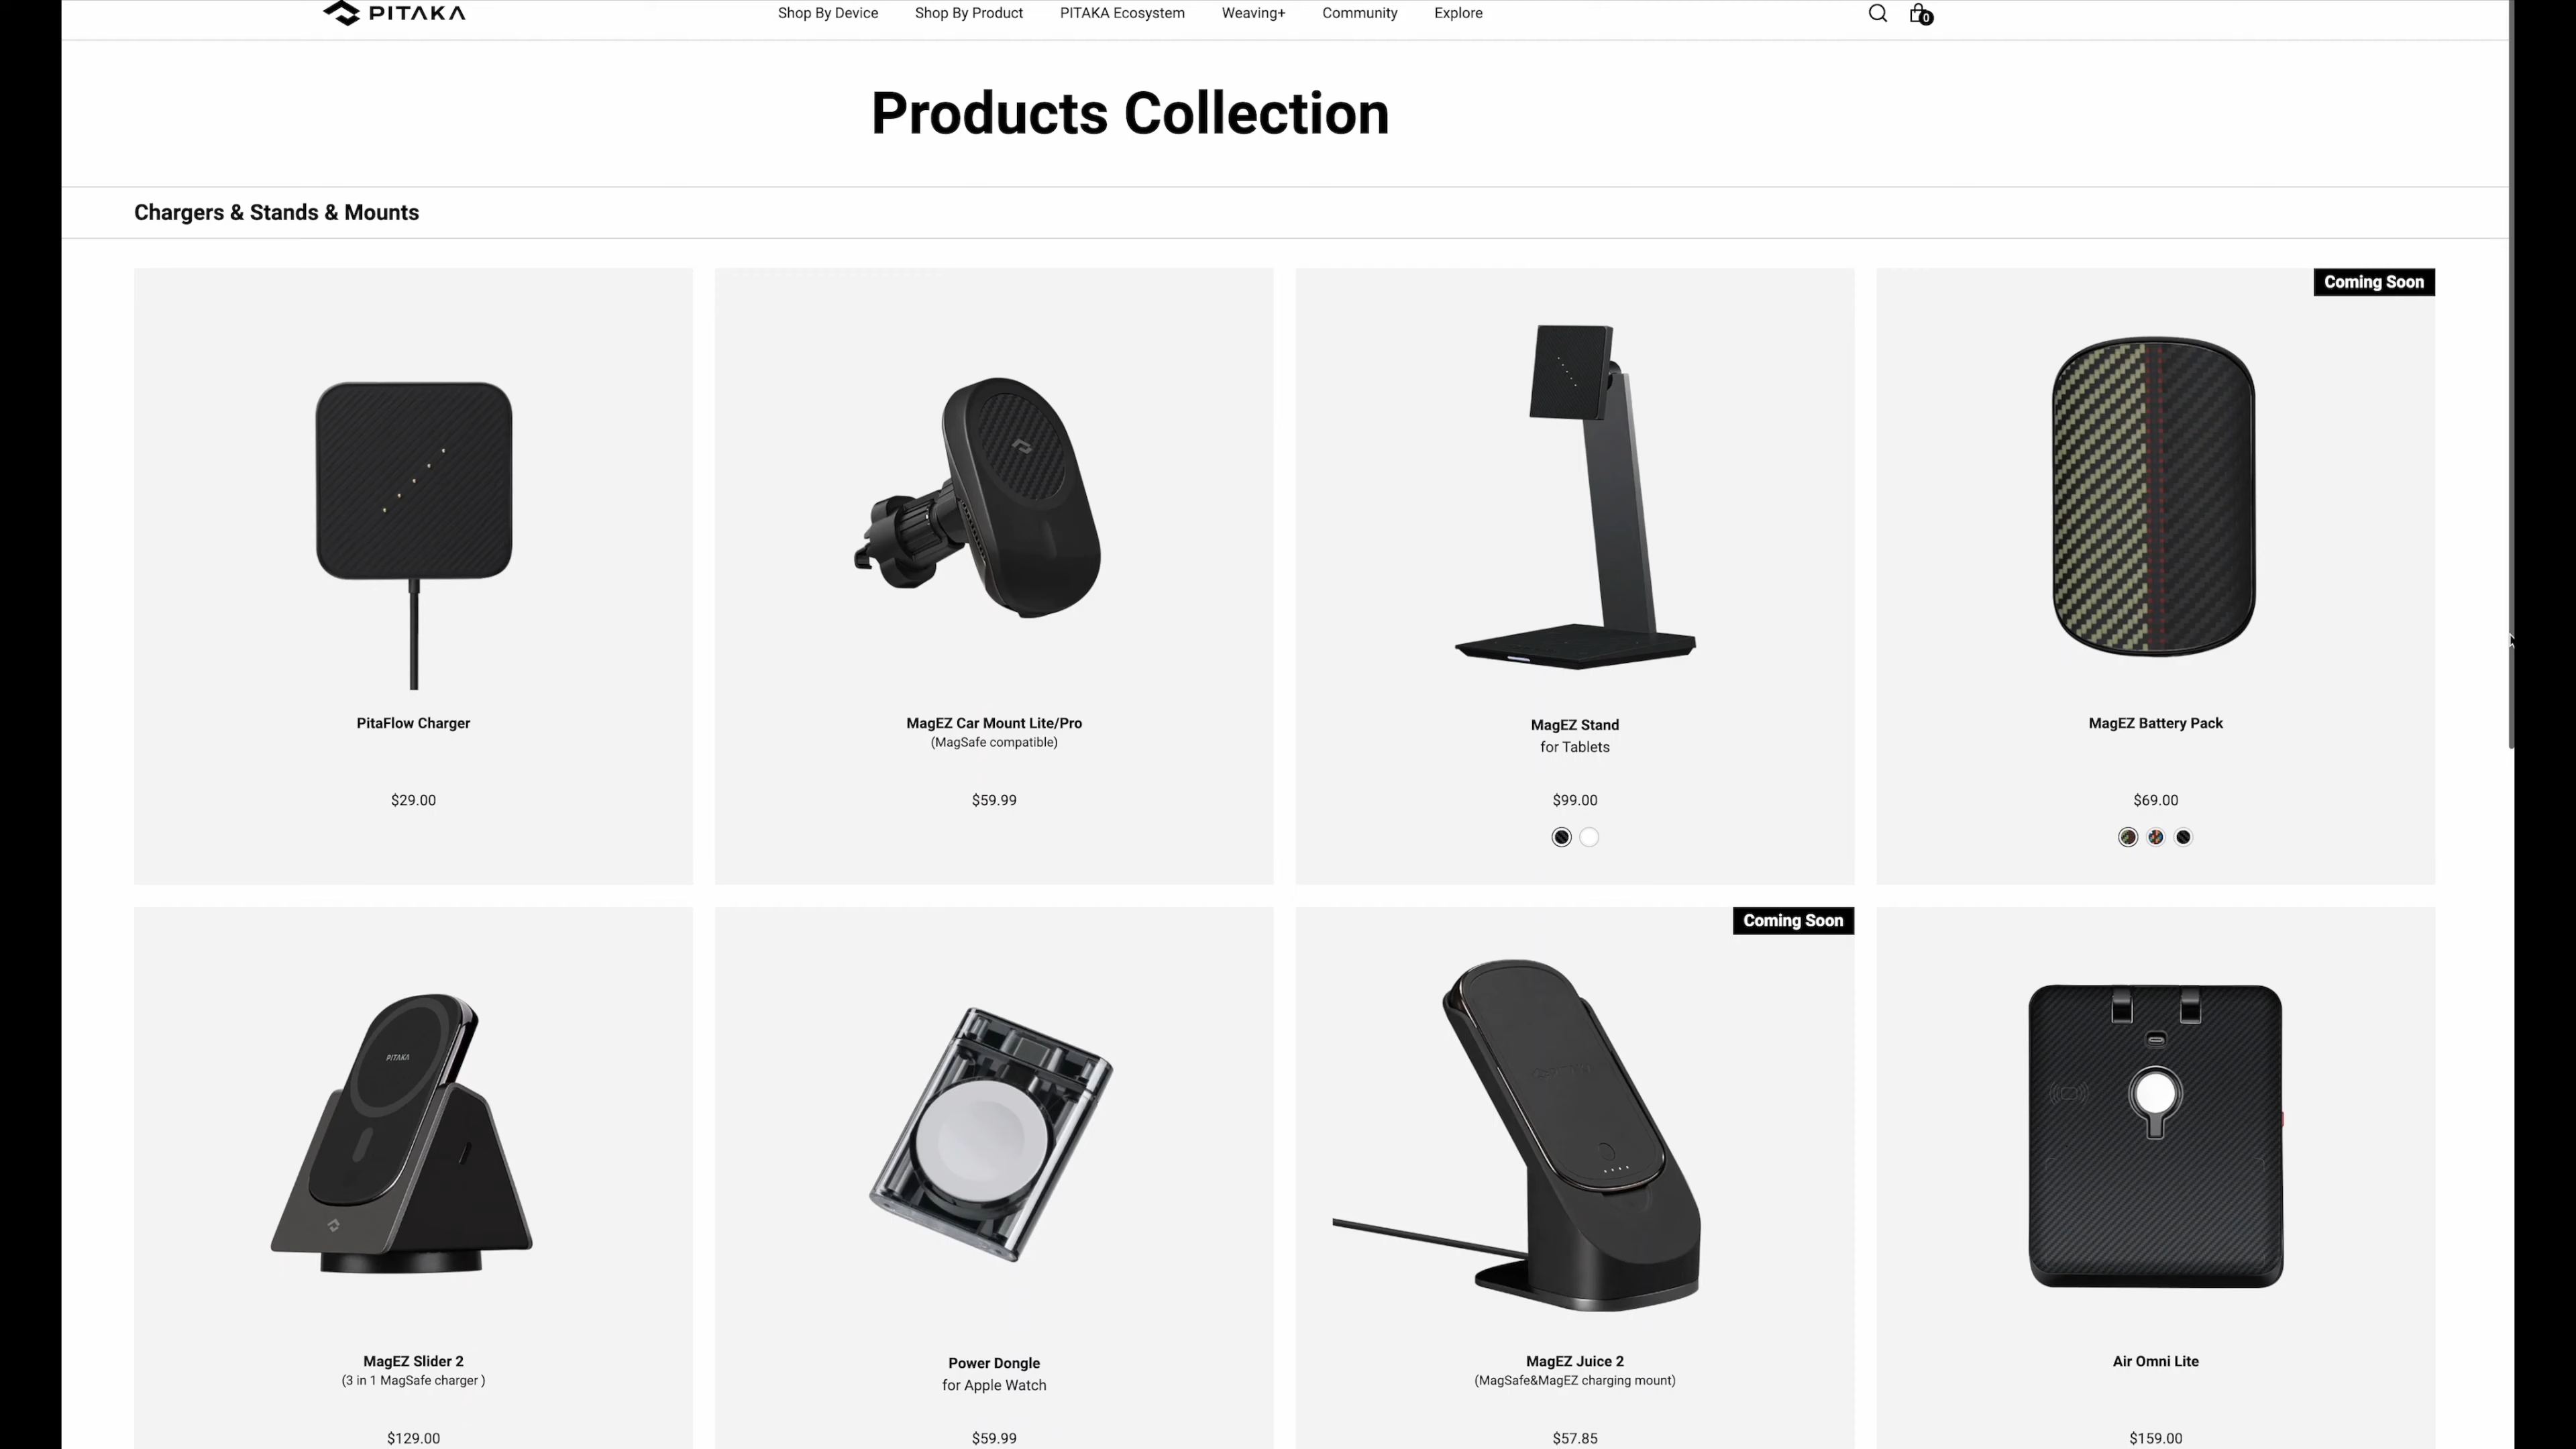 PITAKA
Shop By Device
Shop By Product
PITAKA Ecosystem
Weaving+
Community
Explore
0
Products Collection
Chargers & Stands & Mounts
PitaFlow Charger
$29.00
MagEZ Car Mount Lite/Pro
(MagSafe compatible)
$59.99
MagEZ Stand
for Tablets
$99.00
Coming Soon
MagEZ Battery Pack
$69.00
PITAKA
MagEZ Slider 2
(3 in 1 MagSafe charger )
$129.00
Power Dongle
for Apple Watch
$59.99
Coming Soon
MagEZ Juice 2
(MagSafe&MagEZ charging mount)
$57.85
Air Omni Lite
$159.00